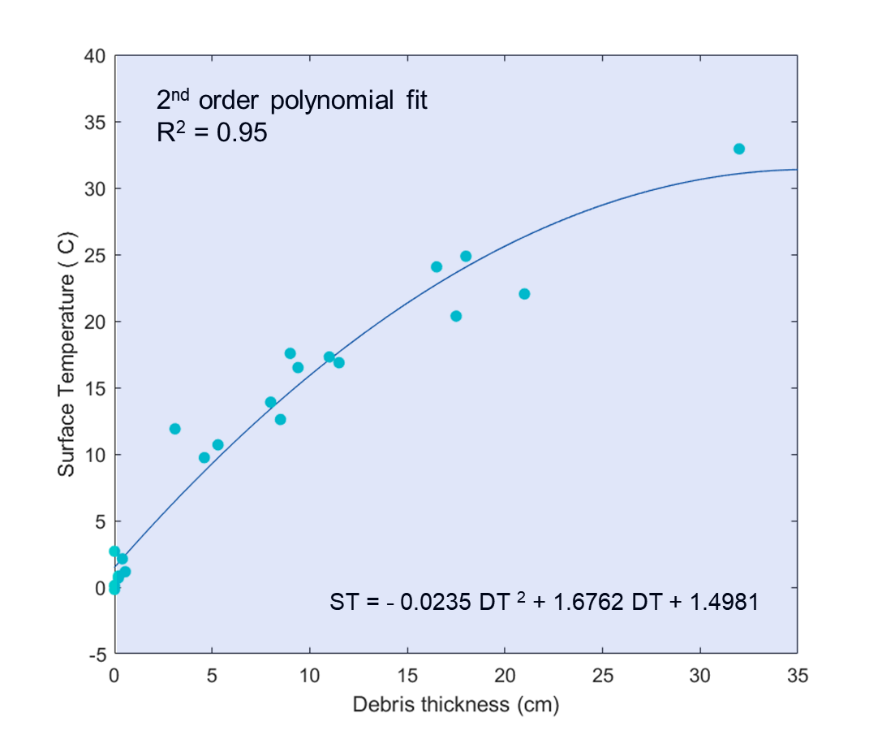 40
2nd order polynomial fit
R2 = 0.95
35
30
25
20
15
10
5
0
-5
Surface Temperature ( C)
ST = - 0.0235 DT 2 + 1.6762 DT + 1.4981
0 5 10 15 20 25 30 35
Debris thickness (cm)